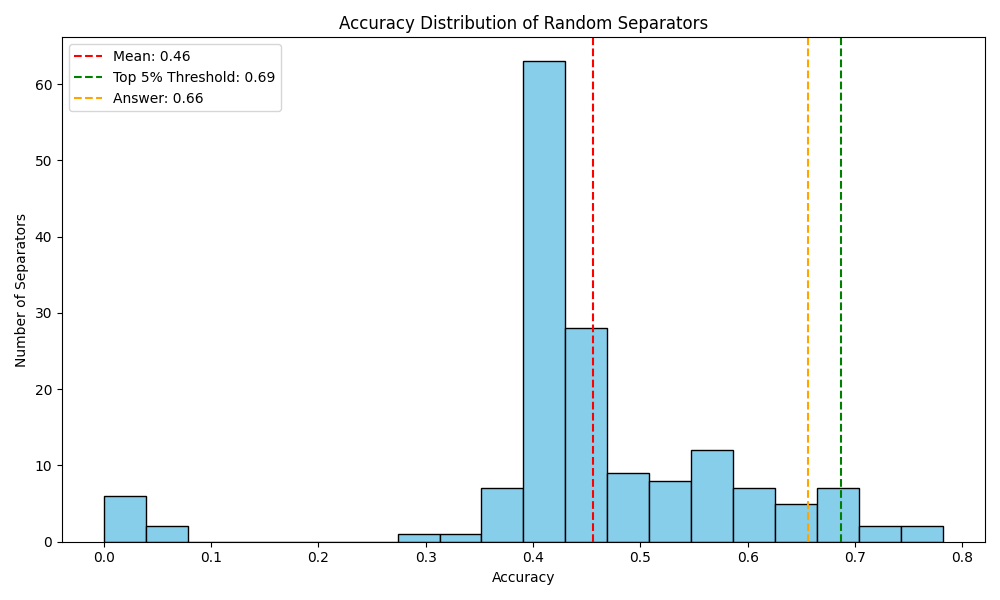 Accuracy Distribution of Random Separators
Mean: 0.46
Top 5% Threshold: 0.69
Answer: 0.66
Number of Separators
60
50
40
30
20
10
0
0.0 0.1 0.2 0.3 0.4 0.5 0.6 0.7 0.8
Accuracy